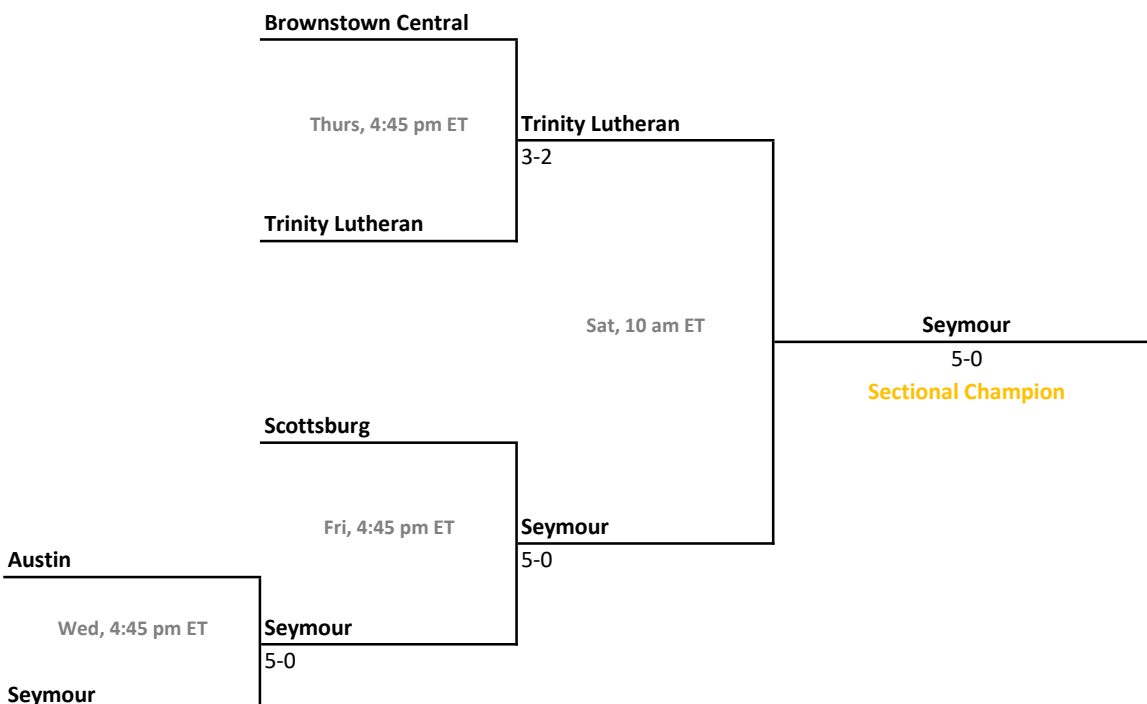 Brownstown Central
Thurs, 4:45 pm ET
Trinity Lutheran
3-2
Trinity Lutheran
Sat, 10 am ET
Seymour
5-0
Sectional Champion
Scottsburg
Fri, 4:45 pm ET
Seymour
5-0
Austin
Wed, 4:45 pm ET
Seymour
5-0
Seymour